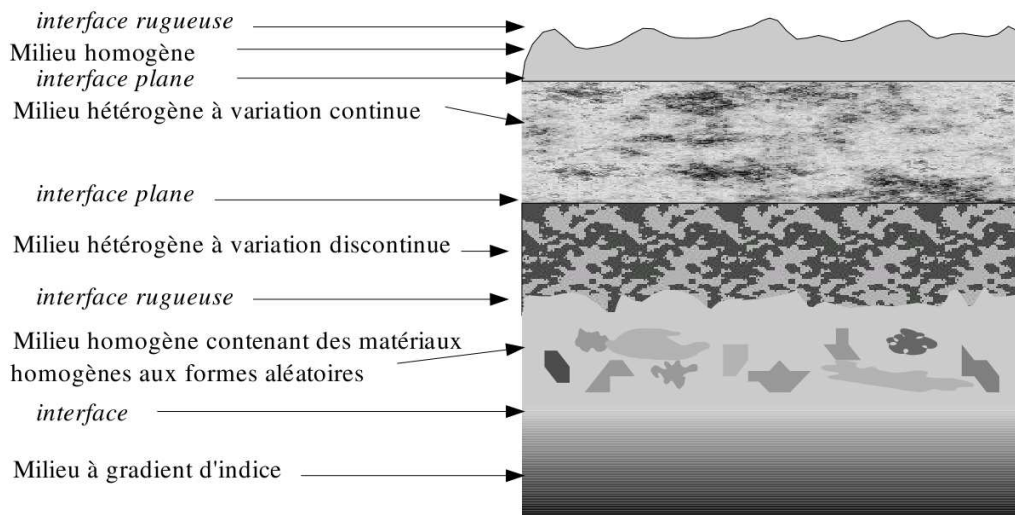 interface rugueuse
Milieu homogène
interface plane
Milieu hétérogène à variation continue
interface plane
Milieu hétérogène à variation discontinue
interface rugueuse
Milieu homogène contenant des matériaux
homogènes aux formes aléatoires
interface
Milieu à gradient d'indice